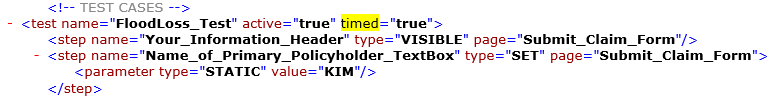 <!-- TEST CASES -->
- <test name="FloodLoss_Test" active="true" timed="true">
<step name="Your_Information_Header" type="VISIBLE" page="Submit_Claim_Form"/>
- <step name="Name_of_Primary_Policyholder_TextBox" type="SET" page="Submit_Claim_Form">
<parameter type="STATIC" value="KIM"/>
</step>